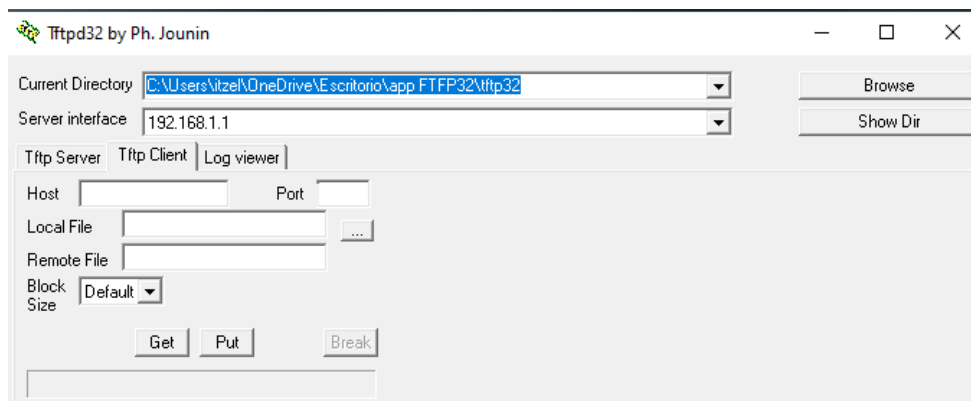 Tftpd32 by Ph. Jounin
Current Directory C:\Users\itzel\OneDrive\Escritorio\app FTFP32\tftp32 Browse
Server interface 192.168.1.1 Show Dir
Tftp Server Tftp Client Log viewer
Host Port
Local File ...
Remote File
Block
Size Default
Get Put Break